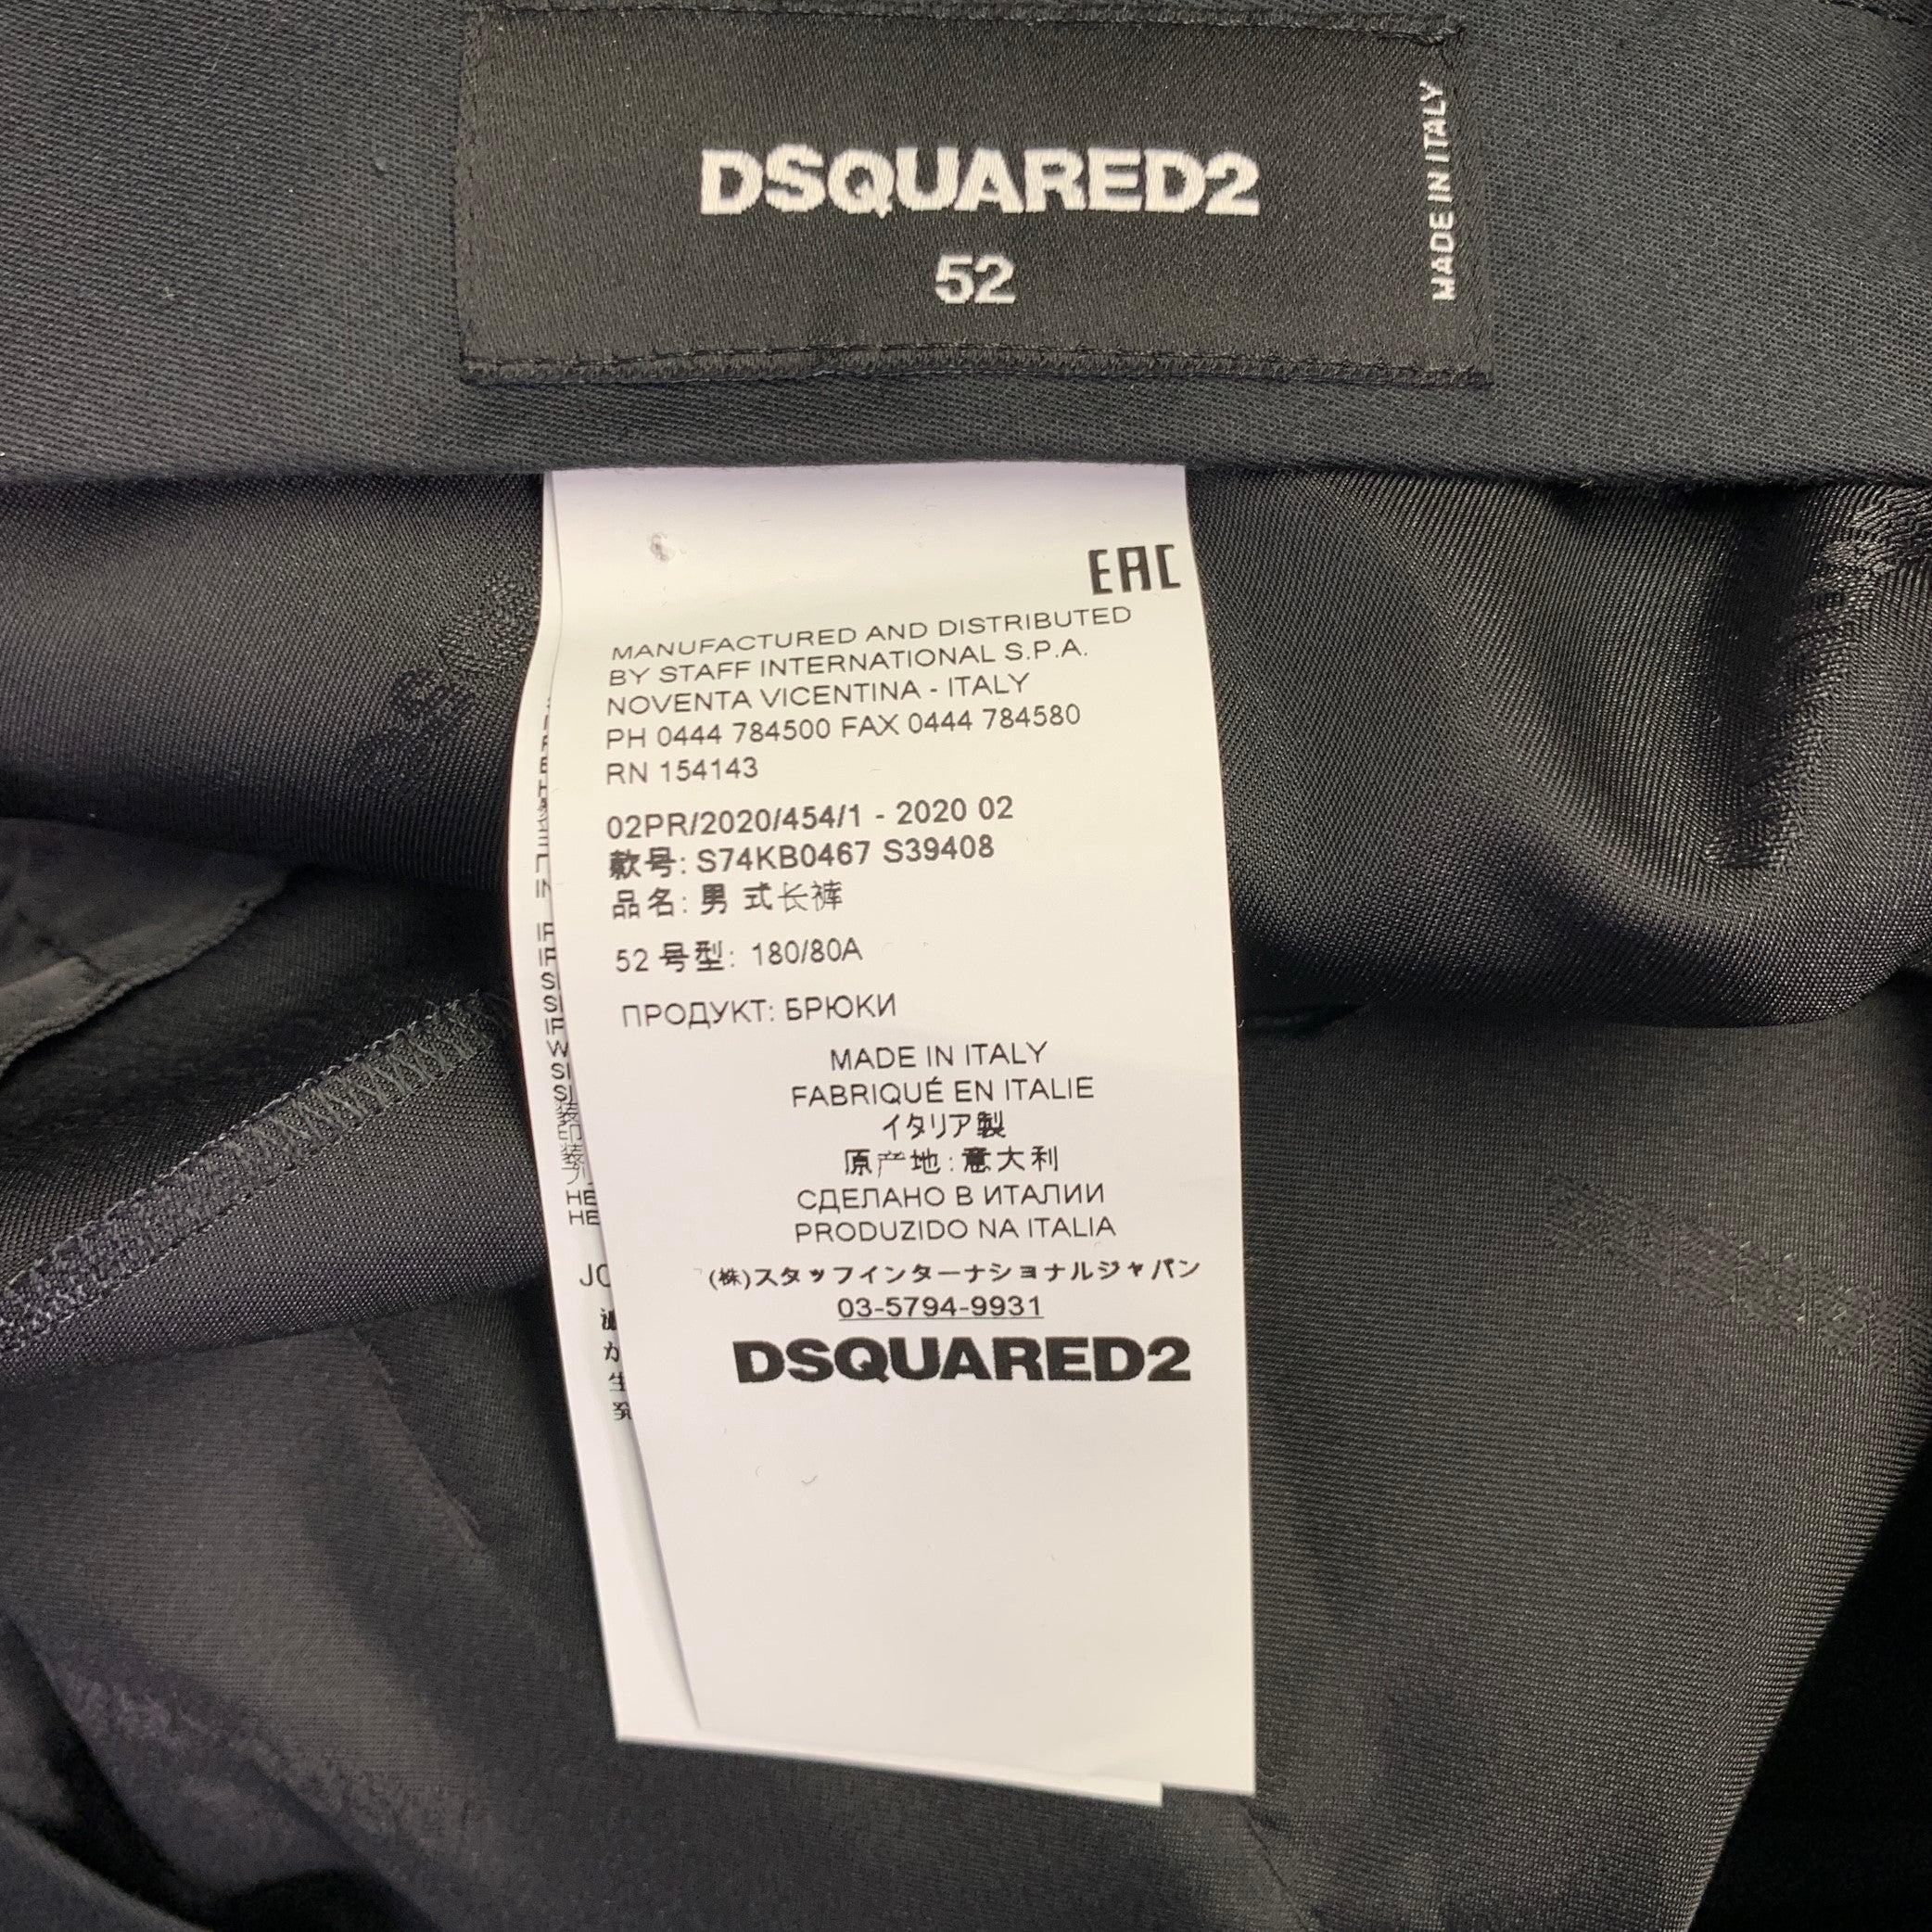 DSQUARED2
52
MADE IN ITALY
EAC
MANUFACTURED AND DISTRIBUTED
BY STAFF INTERNATIONAL S.P.A.
NOVENTA VICENTINA - ITALY
PH 0444 784500 FAX 0444 784580
RN 154143
02PR/2020/454/1 - 2020 02
款号: S74KB0467 S39408
品名: 男 式长裤
52 号型: 180/80A
ПРОДУКТ: БРЮКИ
MADE IN ITALY
FABRIQUÉ EN ITALIE
イタリア製
原产地: 意大利
СДЕЛАНО В ИТАЛИИ
PRODUZIDO NA ITALIA
(株)スタッフインターナショナルジャパン
03-5794-9931
DSQUARED2